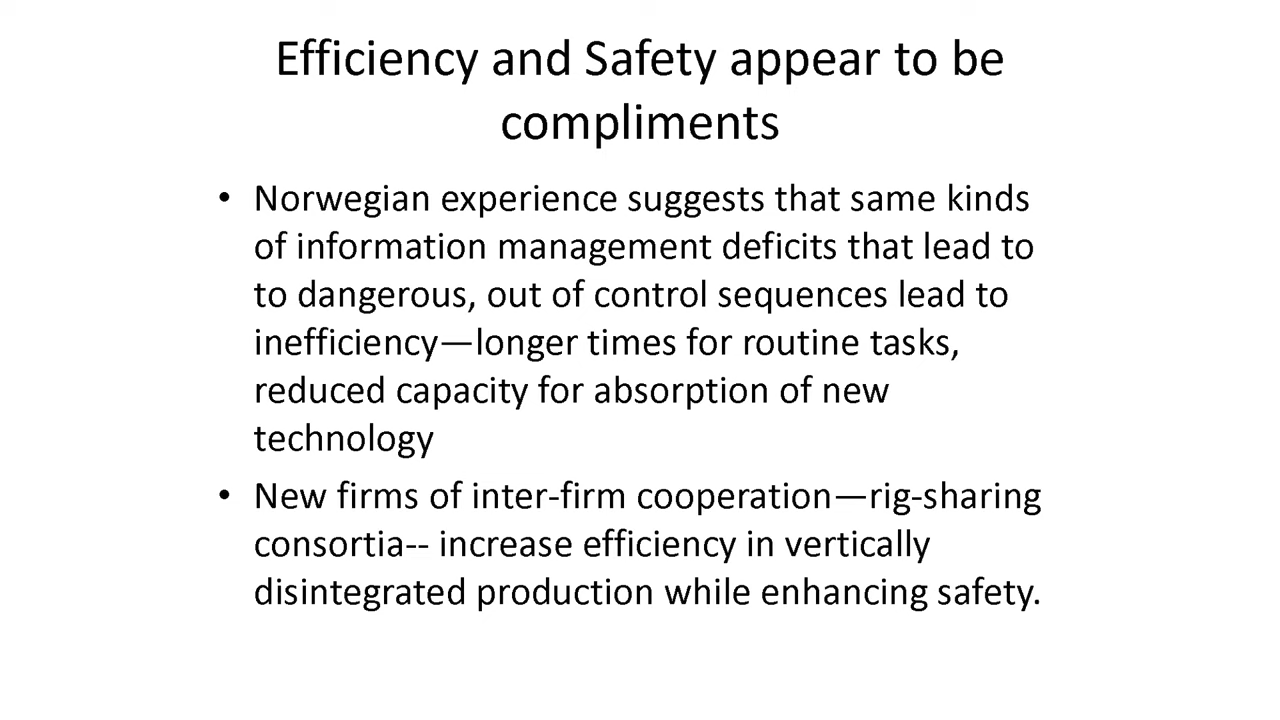 Efficiency and Safety appear to be
compliments
• Norwegian experience suggests that same kinds
of information management deficits that lead to
to dangerous, out of control sequences lead to
inefficiency—longer times for routine tasks,
reduced capacity for absorption of new
technology
• New firms of inter-firm cooperation—rig-sharing
consortia-- increase efficiency in vertically
disintegrated production while enhancing safety.